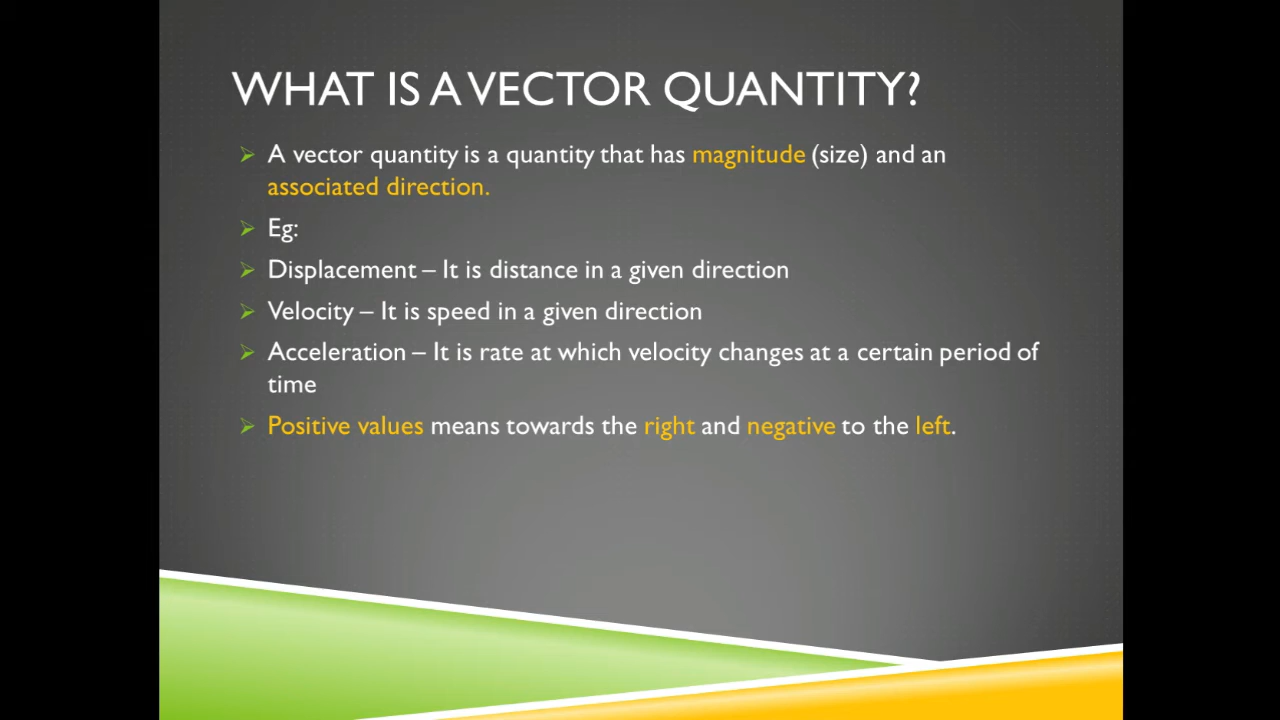 WHAT IS A VECTOR QUANTITY?
A vector quantity is a quantity that has magnitude (size) and an
associated direction.
Eg:
Displacement – It is distance in a given direction
Velocity – It is speed in a given direction
Acceleration – It is rate at which velocity changes at a certain period of
time
Positive values means towards the right and negative to the left.